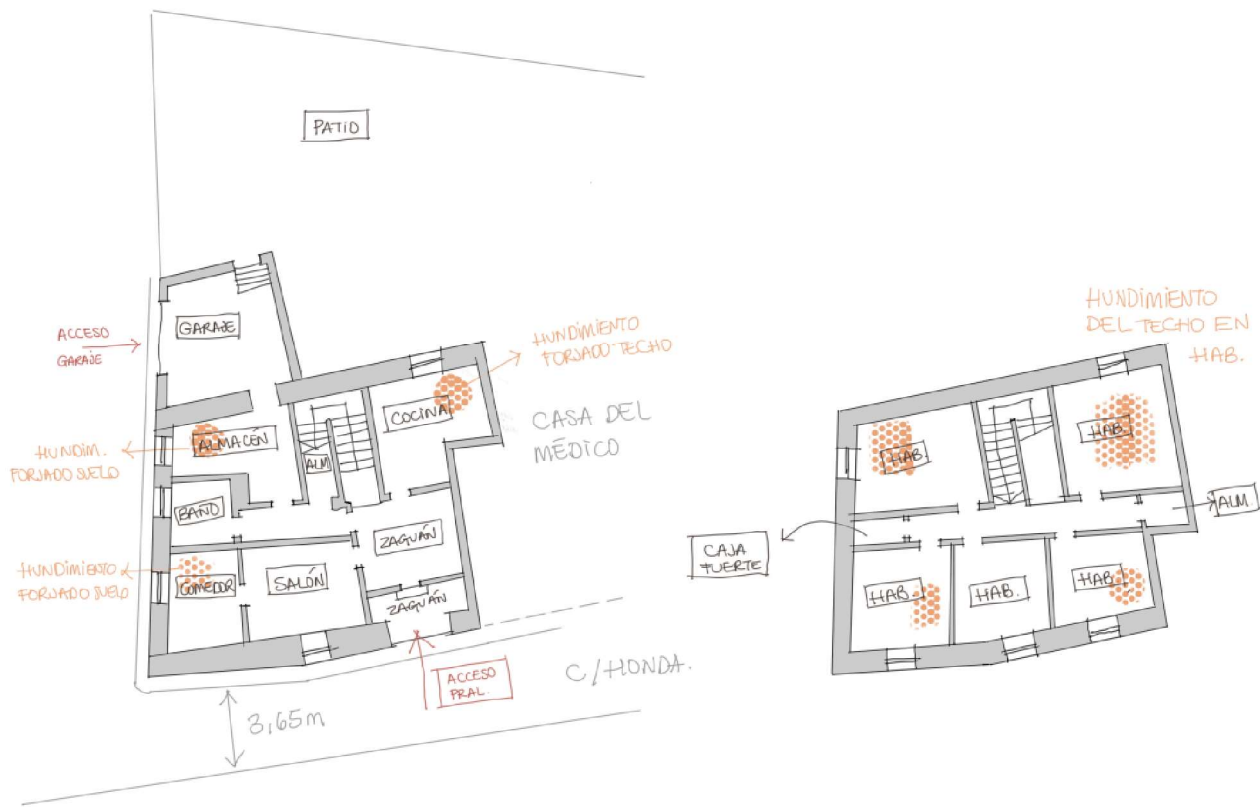 PATIO
ACCESO
GARAJE
GARAJE
HUNDIMIENTO
FORJADO TECHO
COCINA
CASA DEL
MÉDICO
ALMACÉN
HUNDIM.
FORJADO SUELO
ALM
BAÑO
ZAGUÁN
HUNDIMIENTO
FORJADO SUELO
COMEDOR
SALÓN
ZAGUÁN
ACCESO
PRAL.
C/HONDA.
3,65m
HUNDIMIENTO
DEL TECHO EN
HAB.
HAB.
HAB.
ALM
CAJA
FUERTE
HAB.
HAB.
HAB.